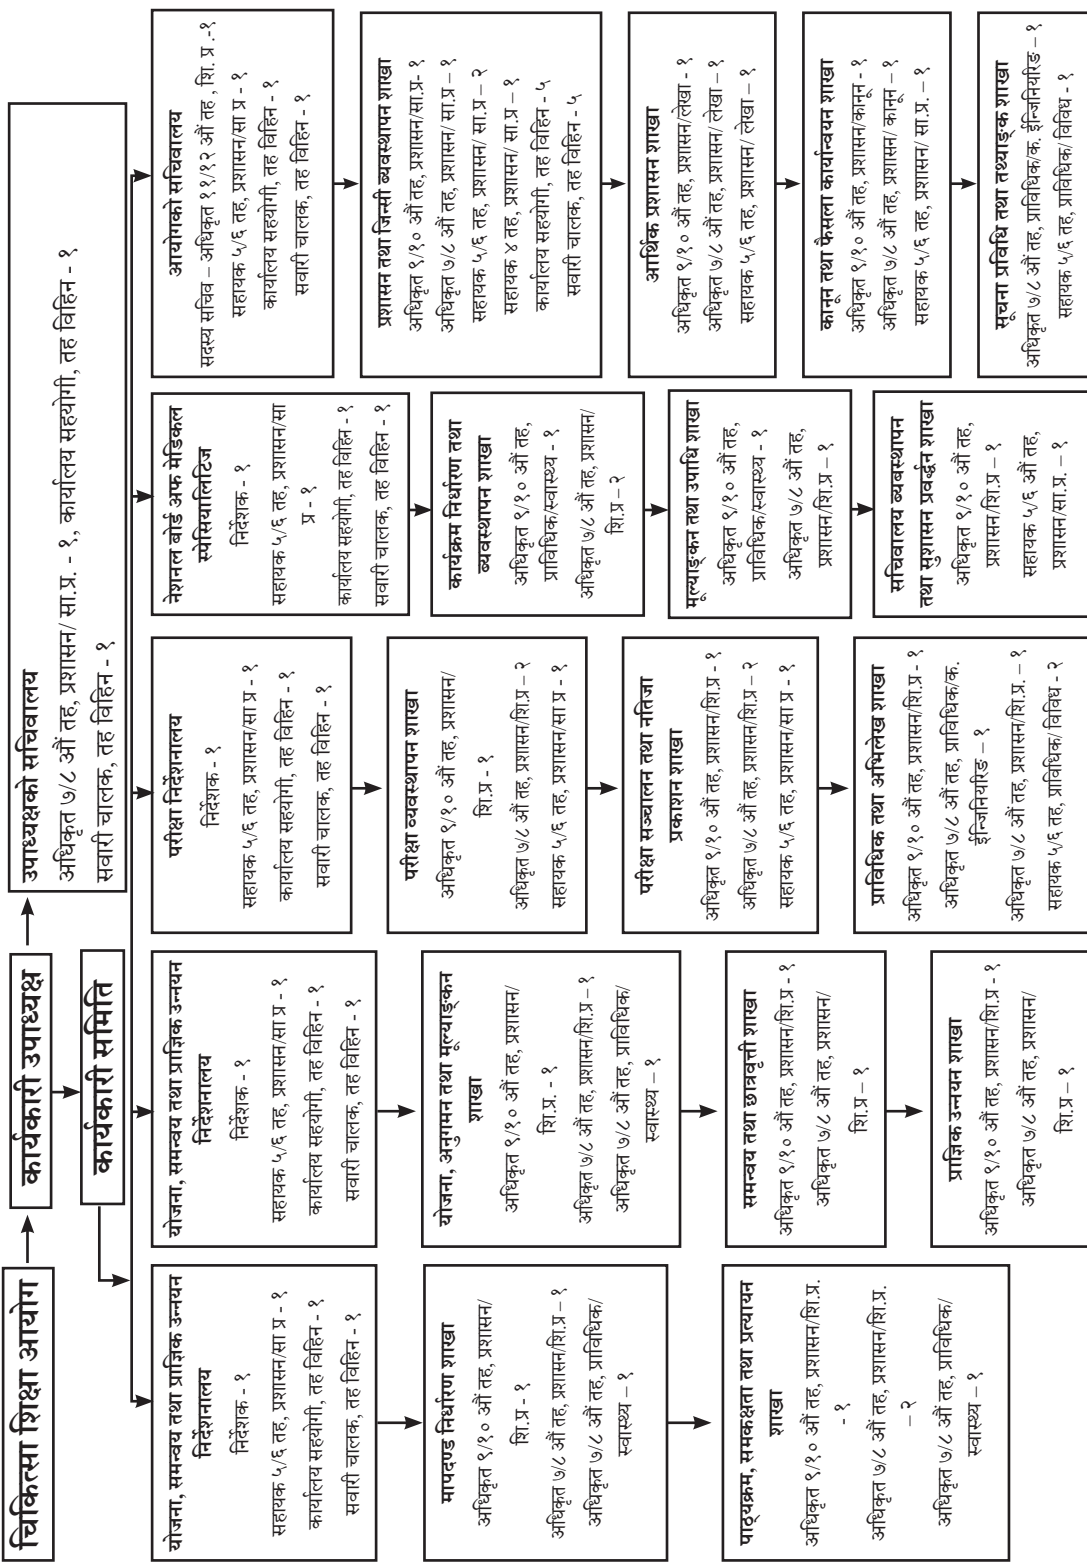 चिकित्सा शिक्षा आयोग
कार्यकारी उपाध्यक्ष
कार्यकारी समिति
उपाध्यक्षको सचिवालय
अधिकृत ७/८ औं तह, प्रशासन/ सा.प्र. - १, कार्यालय सहयोगी, तह विहिन - १
सवारी चालक, तह विहिन - १
योजना, समन्वय तथा प्राज्ञिक उन्नयन
निर्देशनालय
निर्देशक - १
सहायक ५/६ तह, प्रशासन/सा प्र - १
कार्यालय सहयोगी, तह विहिन - १
सवारी चालक, तह विहिन - १
मापदण्ड निर्धारण शाखा
अधिकृत ९/१० औं तह, प्रशासन/
शि.प्र - १
अधिकृत ७/८ औं तह, प्रशासन/शि.प्र – १
अधिकृत ७/८ औं तह, प्राविधिक/
स्वास्थ्य – १
पाठ्यक्रम, समकक्षता तथा प्रत्यायन
शाखा
अधिकृत ९/१० औं तह, प्रशासन/शि.प्र.
- १
अधिकृत ७/८ औं तह, प्रशासन/शि.प्र.
– २
अधिकृत ७/८ औं तह, प्राविधिक/
स्वास्थ्य – १
योजना, समन्वय तथा प्राज्ञिक उन्नयन
निर्देशनालय
निर्देशक - १
सहायक ५/६ तह, प्रशासन/सा प्र - १
कार्यालय सहयोगी, तह विहिन - १
सवारी चालक, तह विहिन - १
योजना, अनुगमन तथा मूल्याङ्कन
शाखा
अधिकृत ९/१० औं तह, प्रशासन/
शि.प्र. - १
अधिकृत ७/८ औं तह, प्रशासन/शि.प्र – १
अधिकृत ७/८ औं तह, प्राविधिक/
स्वास्थ्य – १
समन्वय तथा छात्रवृत्ती शाखा
अधिकृत ९/१० औं तह, प्रशासन/शि.प्र - १
अधिकृत ७/८ औं तह, प्रशासन/
शि.प्र – १
प्राज्ञिक उन्नयन शाखा
अधिकृत ९/१० औं तह, प्रशासन/शि.प्र - १
अधिकृत ७/८ औं तह, प्रशासन/
शि.प्र – १
परीक्षा निर्देशनालय
निर्देशक - १
सहायक ५/६ तह, प्रशासन/सा प्र - १
कार्यालय सहयोगी, तह विहिन - १
सवारी चालक, तह विहिन - १
परीक्षा व्यवस्थापन शाखा
अधिकृत ९/१० औं तह, प्रशासन/
शि.प्र - १
अधिकृत ७/८ औं तह, प्रशासन/शि.प्र – २
सहायक ५/६ तह, प्रशासन/सा प्र - १
परीक्षा सञ्चालन तथा नतिजा
प्रकाशन शाखा
अधिकृत ९/१० औं तह, प्रशासन/शि.प्र - १
अधिकृत ७/८ औं तह, प्रशासन/शि.प्र – २
सहायक ५/६ तह, प्रशासन/सा प्र - १
प्राविधिक तथा अभिलेख शाखा
अधिकृत ९/१० औं तह, प्रशासन/शि.प्र - १
अधिकृत ७/८ औं तह, प्राविधिक/क.
ईन्जिनियरिङ - १
अधिकृत ७/८ औं तह, प्रशासन/शि.प्र. – १
सहायक ५/६ तह, प्राविधिक/ विविध - २
नेशनल बोर्ड अफ मेडिकल
स्पेसियालिटिज
निर्देशक - १
सहायक ५/६ तह, प्रशासन/सा
प्र - १
कार्यालय सहयोगी, तह विहिन - १
सवारी चालक, तह विहिन - १
कार्यक्रम निर्धारण तथा
ब्यवस्थापन शाखा
अधिकृत ९/१० औं तह,
प्राविधिक/स्वास्थ्य - १
अधिकृत ७/८ औं तह, प्रशासन/
शि.प्र – २
मूल्याङ्कन तथा उपाधि शाखा
अधिकृत ९/१० औं तह,
प्राविधिक/स्वास्थ्य - १
अधिकृत ७/८ औं तह,
प्रशासन/शि.प्र – १
सचिवालय ब्यवस्थापन
तथा सुशासन प्रवर्द्धन शाखा
अधिकृत ९/१० औं तह,
प्रशासन/शि.प्र – १
सहायक ५/६ औं तह,
प्रशासन/सा.प्र. – १
आयोगको सचिवालय
सदस्य सचिव – अधिकृत ११/१२ औं तह , शि. प्र .-१
सहायक ५/६ तह, प्रशासन/सा प्र - १
कार्यालय सहयोगी, तह विहिन - १
सवारी चालक, तह विहिन - १
प्रशासन तथा जिन्सी ब्यवस्थापन शाखा
अधिकृत ९/१० औं तह, प्रशासन/सा.प्र- १
अधिकृत ७/८ औं तह, प्रशासन/ सा.प्र – १
सहायक ५/६ तह, प्रशासन/ सा.प्र – २
सहायक ४ तह, प्रशासन/ सा.प्र – १
कार्यालय सहयोगी, तह विहिन - ५
सवारी चालक, तह विहिन - ५
आर्थिक प्रशासन शाखा
अधिकृत ९/१० औं तह, प्रशासन/लेखा - १
अधिकृत ७/८ औं तह, प्रशासन/ लेखा – १
सहायक ५/६ तह, प्रशासन/ लेखा – १
कानून तथा फैसला कार्यान्वयन शाखा
अधिकृत ९/१० औं तह, प्रशासन/कानून - १
अधिकृत ७/८ औं तह, प्रशासन/ कानून – १
सहायक ५/६ तह, प्रशासन/ सा.प्र. – १
सूचना प्रविधि तथा तथ्याङ्क शाखा
अधिकृत ७/८ औं तह, प्राविधिक/क. ईन्जिनियरिङ – १
सहायक ५/६ तह, प्राविधिक/ विविध - १